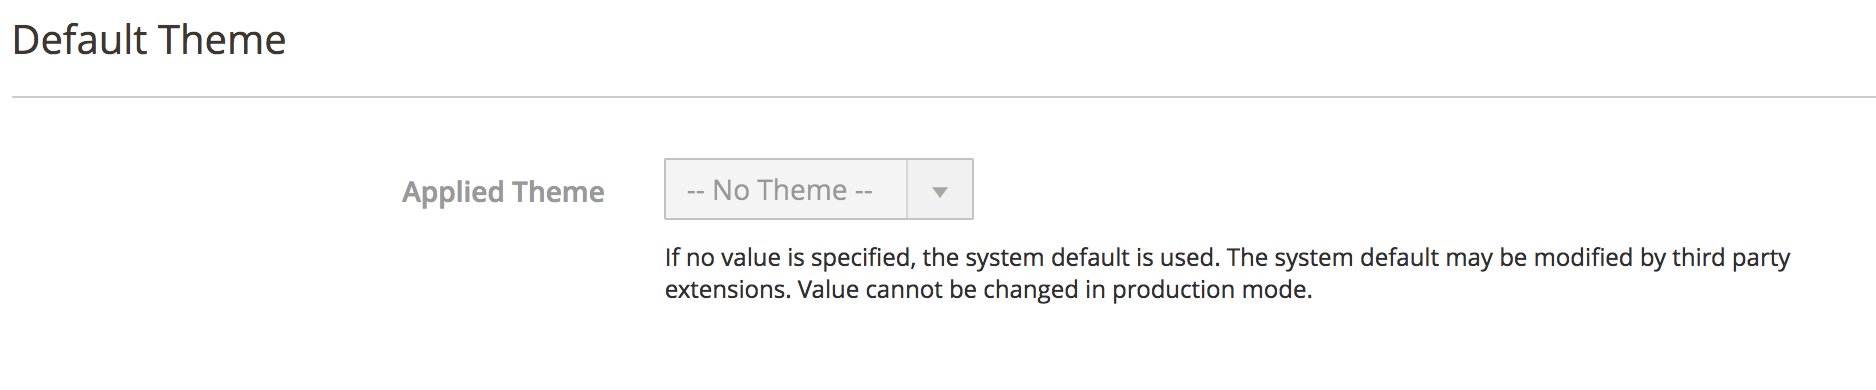 Default Theme
Applied Theme
-- No Theme --
If no value is specified, the system default is used. The system default may be modified by third party
extensions. Value cannot be changed in production mode.